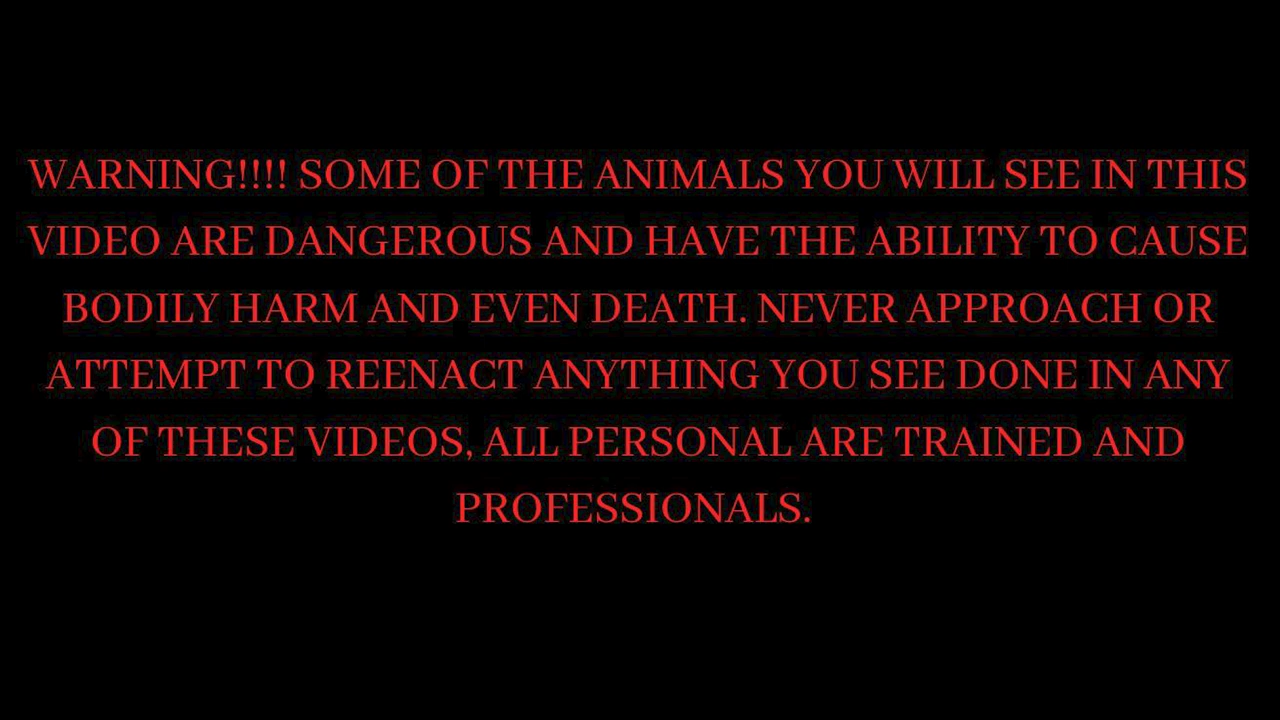 WARNING!!!! SOME OF THE ANIMALS YOU WILL SEE IN THIS
VIDEO ARE DANGEROUS AND HAVE THE ABILITY TO CAUSE
BODILY HARM AND EVEN DEATH. NEVER APPROACH OR
ATTEMPT TO REENACT ANYTHING YOU SEE DONE IN ANY
OF THESE VIDEOS, ALL PERSONAL ARE TRAINED AND
PROFESSIONALS.